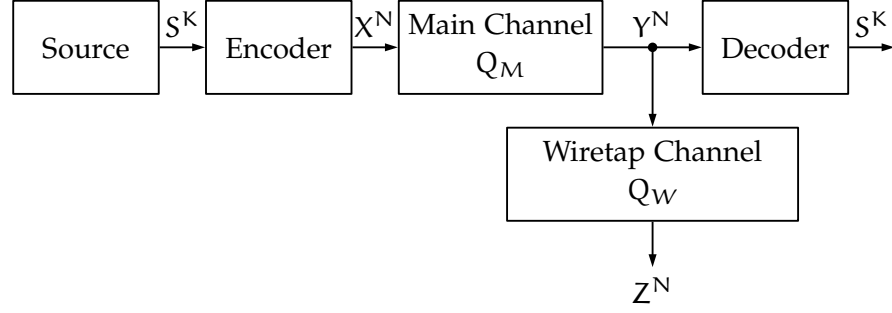 S^K X^N Y^N S^K
Source Encoder Main Channel Decoder
Q_M
Wiretap Channel
Q_W
Z^N